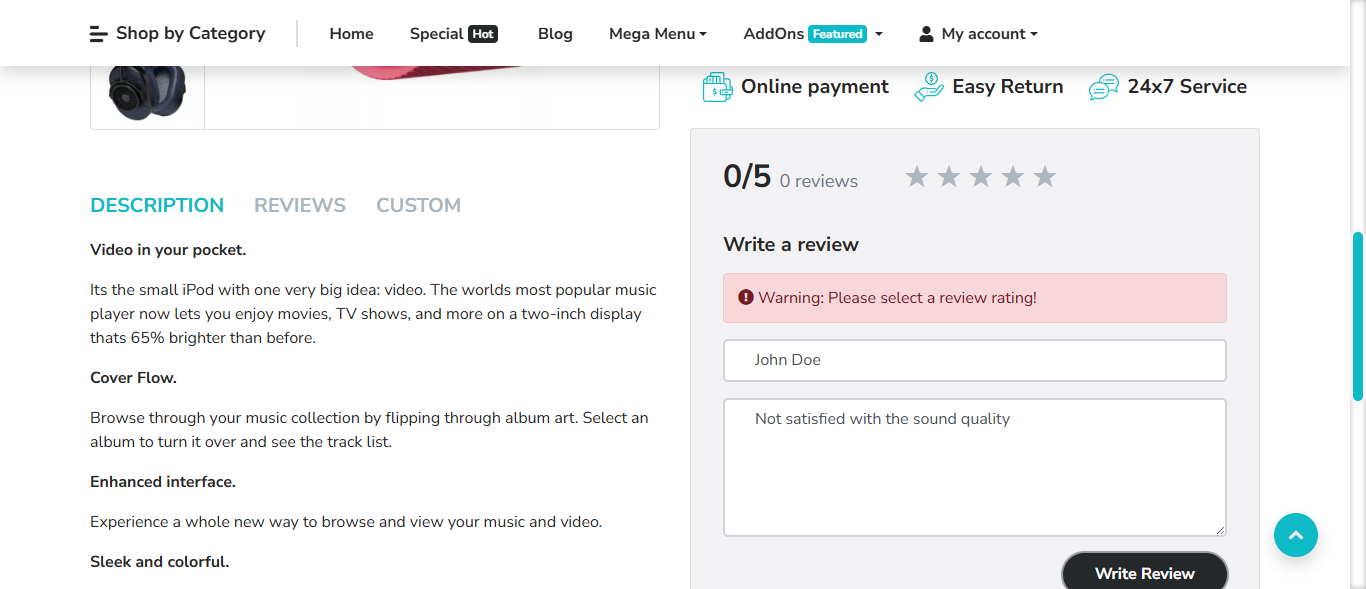 Shop by Category
Home
Special Hot
Blog
Mega Menu
AddOns Featured
My account
Online payment
Easy Return
24x7 Service
0/5 0 reviews
Write a review
Warning: Please select a review rating!
John Doe
Not satisfied with the sound quality
Write Review
DESCRIPTION
REVIEWS
CUSTOM
Video in your pocket.
Its the small iPod with one very big idea: video. The worlds most popular music
player now lets you enjoy movies, TV shows, and more on a two-inch display
thats 65% brighter than before.
Cover Flow.
Browse through your music collection by flipping through album art. Select an
album to turn it over and see the track list.
Enhanced interface.
Experience a whole new way to browse and view your music and video.
Sleek and colorful.